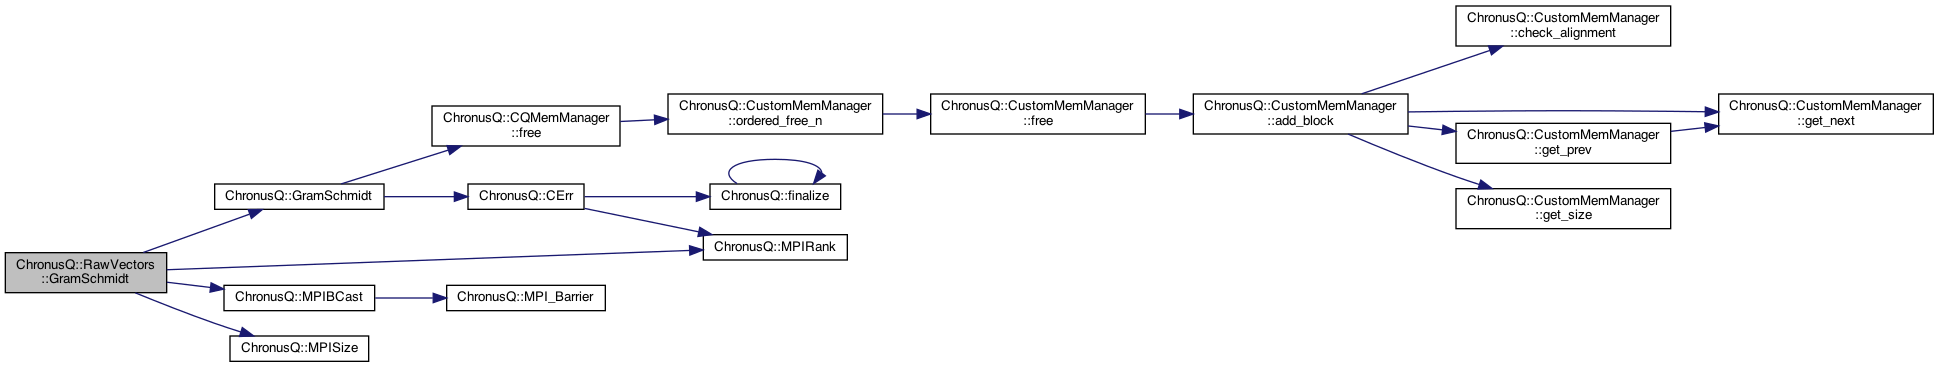 ChronusQ::RawVectors
::GramSchmidt
ChronusQ::GramSchmidt
ChronusQ::CQMemManager
::free
ChronusQ::CustomMemManager
::ordered_free_n
ChronusQ::CustomMemManager
::free
ChronusQ::CustomMemManager
::add_block
ChronusQ::CustomMemManager
::check_alignment
ChronusQ::CustomMemManager
::get_next
ChronusQ::CustomMemManager
::get_prev
ChronusQ::CustomMemManager
::get_size
ChronusQ::CErr
ChronusQ::finalize
ChronusQ::MPIRank
ChronusQ::MPIBCast
ChronusQ::MPI_Barrier
ChronusQ::MPISize